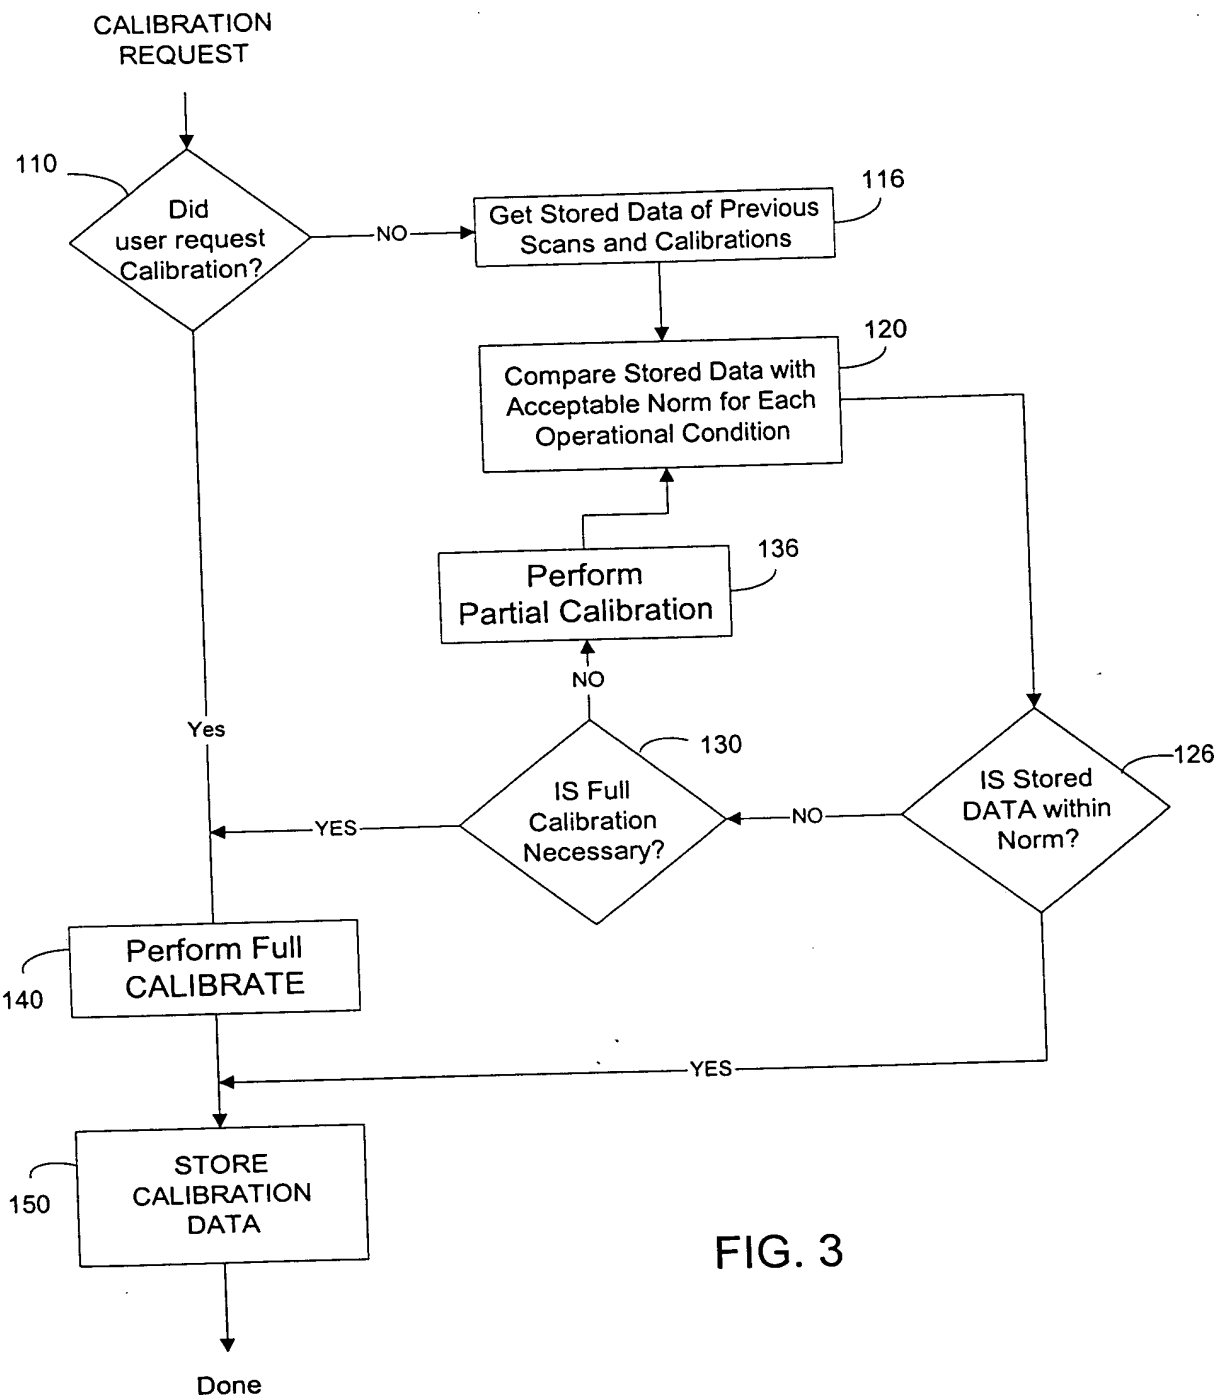 CALIBRATION
REQUEST
110
Did
user request
Calibration?
NO
Get Stored Data of Previous
Scans and Calibrations
116
Compare Stored Data with
Acceptable Norm for Each
Operational Condition
120
Perform
Partial Calibration
136
NO
Yes
IS Full
Calibration
Necessary?
130
YES
NO
IS Stored
DATA within
Norm?
126
Perform Full
CALIBRATE
140
YES
STORE
CALIBRATION
DATA
150
FIG. 3
Done